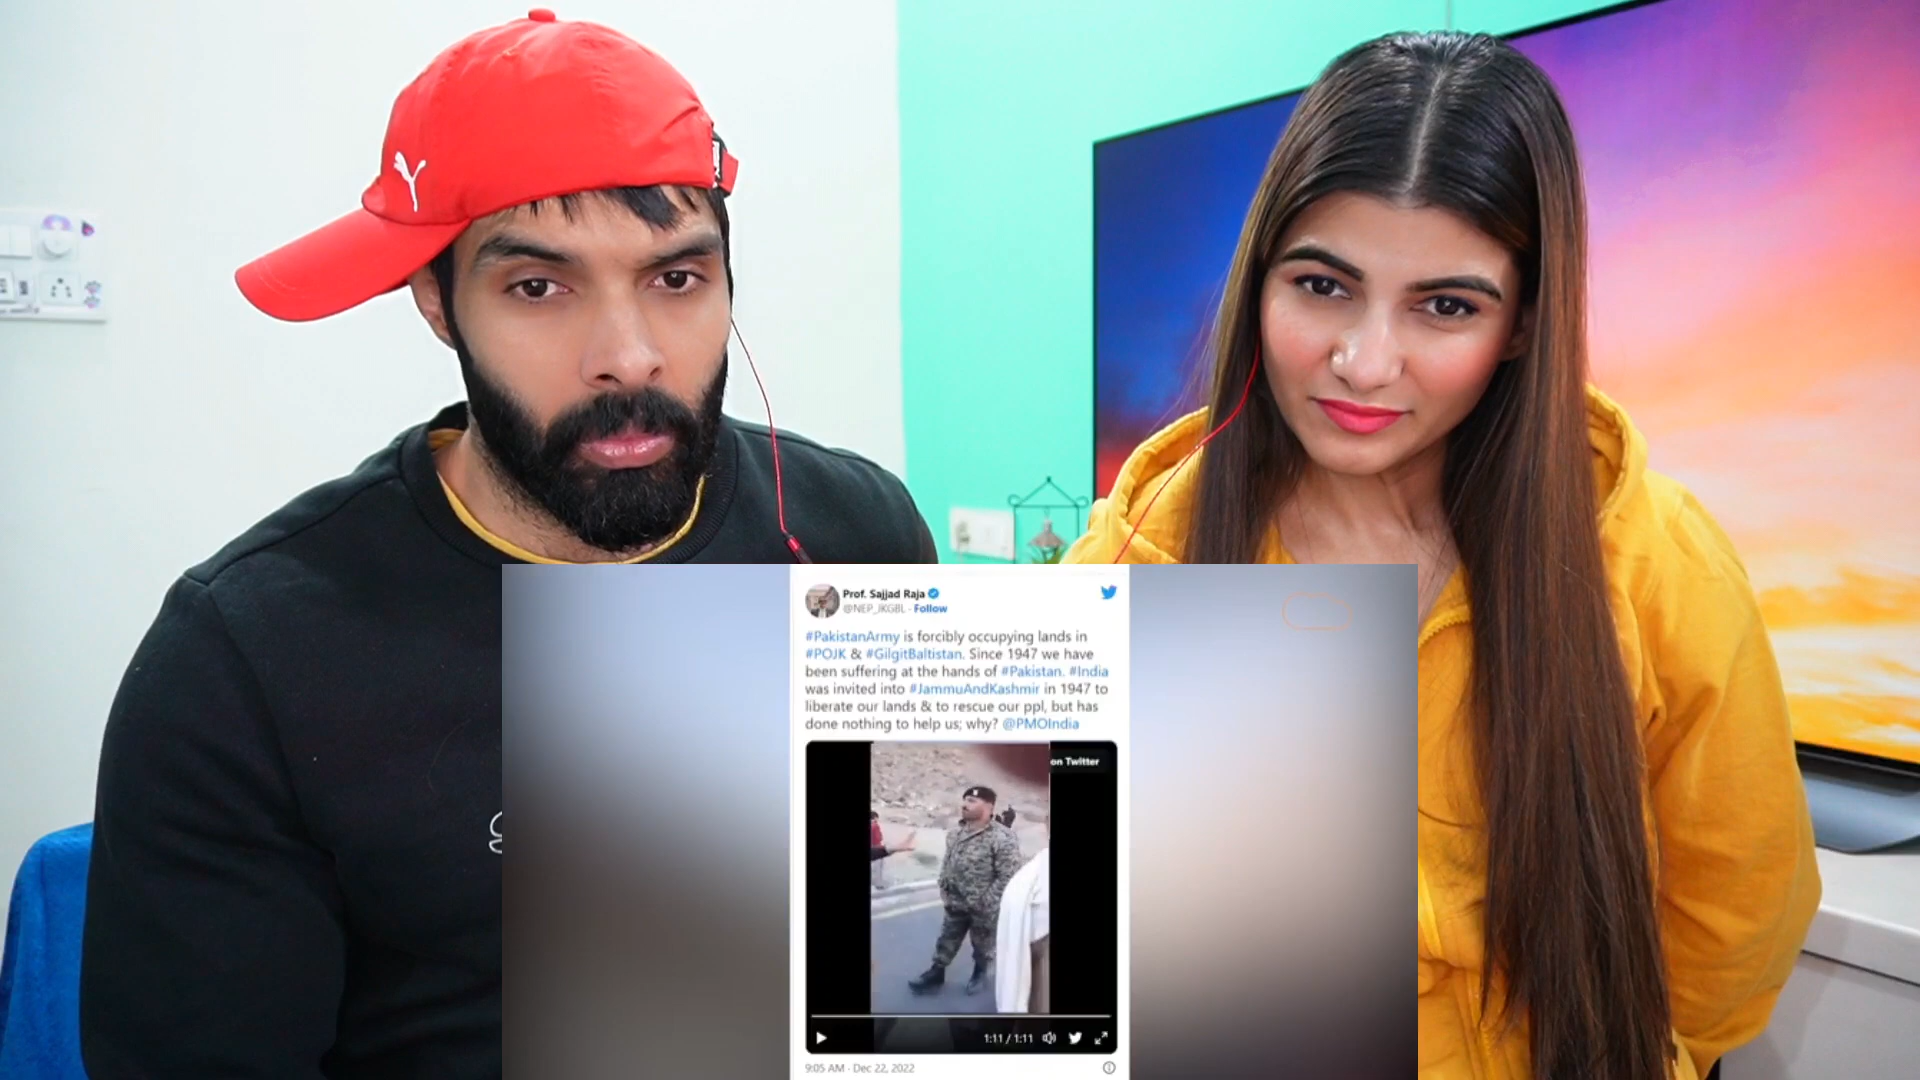 Prof. Sajjad Raja
@NEP_JKGBL · Follow
#PakistanArmy is forcibly occupying lands in
#POJK & #GilgitBaltistan. Since 1947 we have
been suffering at the hands of #Pakistan. #India
was invited into #JammuAndKashmir in 1947 to
liberate our lands & to rescue our ppl, but has
done nothing to help us; why? @PMOIndia
on Twitter
1:11 / 1:11
9:05 AM · Dec 22, 2022